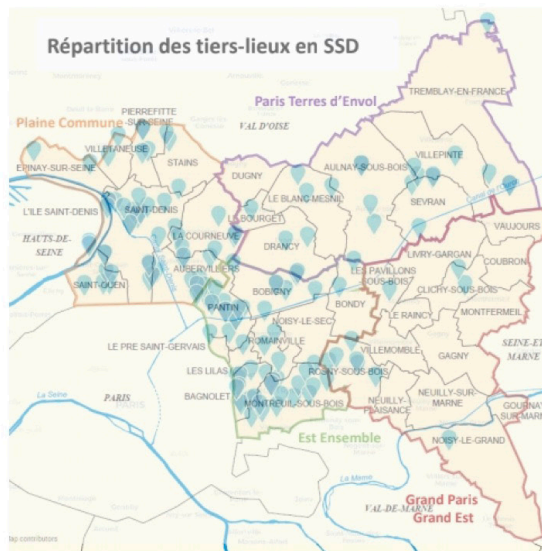 Répartition des tiers-lieux en SSD
TREMBLAY-EN-FRANCE
Paris Terres d'Envol
PIERREFITTE
-SUR-SEINE
Plaine Commune
VAL D'OISE
VILLETANEUSE
VILLEPINTE
STAINS
AULNAY-SOUS-BOIS
EPINAY-SUR-SEINE
DUGNY
LE BLANC-MESNIL
SEVRAN
L'ILE SAINT-DENIS
SAINT-DENIS
LE BOURGET
VAUJOURS
HAUTS-DE-
SEINE
LA COURNEUVE
DRANCY
LIVRY-GARGAN
COUBRON
AUBERVILLIERS
LES PAVILLONS
-SOUS-BOIS
SAINT-OUEN
BOBIGNY
CLICHY-SOUS-BOIS
PANTIN
BONDY
NOISY-LE-SEC
LE RAINCY
MONTFERMEIL
ROMAINVILLE
LE PRE SAINT-GERVAIS
VILLEMOMBLE
GAGNY
SEINE-ET
MARNE
LES LILAS
ROSNY-SOUS-BOIS
PARIS
BAGNOLET
MONTREUIL-SOUS-BOIS
NEUILLY-
PLAISANCE
NEUILLY-SUR-
MARNE
GOURNAY
SUR-MARNE
La Seine
Est Ensemble
NOISY-LE-GRAND
La Marne
Grand Paris
Grand Est
VAL-DE-MARNE
Map contributors